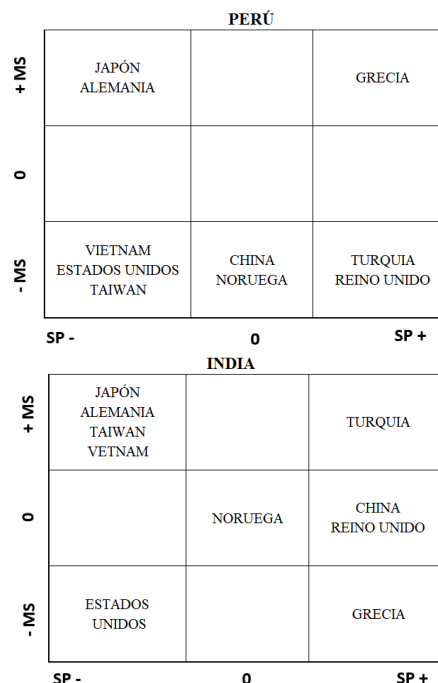 PERÚ
+ MS
JAPÓN
ALEMANIA
GRECIA
0
- MS
VIETNAM
ESTADOS UNIDOS
TAIWAN
CHINA
NORUEGA
TURQUIA
REINO UNIDO
SP -
0
SP +
INDIA
+ MS
JAPÓN
ALEMANIA
TAIWAN
VETNAM
TURQUIA
0
NORUEGA
CHINA
REINO UNIDO
- MS
ESTADOS
UNIDOS
GRECIA
SP -
0
SP +